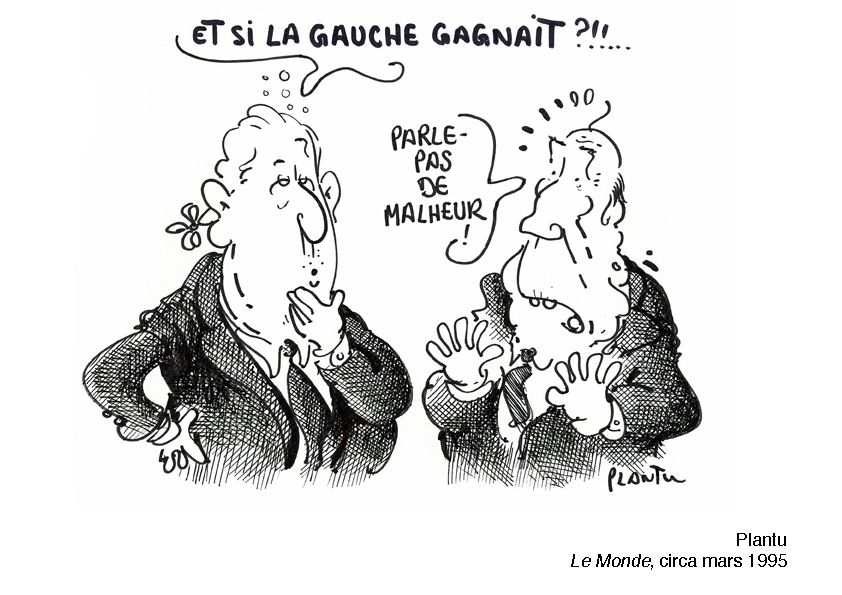 ET Si LA GAUCHE GAGNAiT ?!!...
PARLE-
PAS
DE
MALHEUR
!
PLANTU
Plantu
Le Monde, circa mars 1995